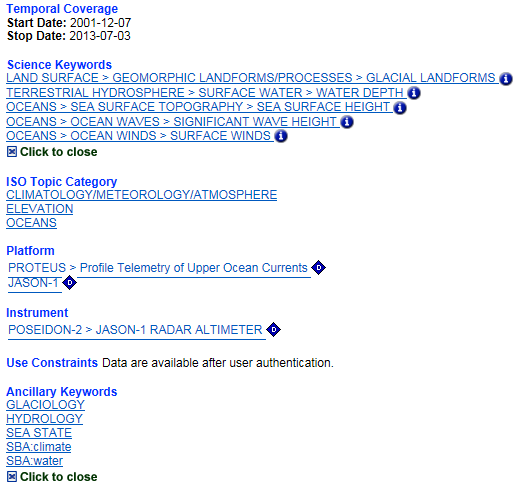 Temporal Coverage
Start Date: 2001-12-07
Stop Date: 2013-07-03
Science Keywords
LAND SURFACE > GEOMORPHIC LANDFORMS/PROCESSES > GLACIAL LANDFORMS i
TERRESTRIAL HYDROSPHERE > SURFACE WATER > WATER DEPTH i
OCEANS > SEA SURFACE TOPOGRAPHY > SEA SURFACE HEIGHT i
OCEANS > OCEAN WAVES > SIGNIFICANT WAVE HEIGHT i
OCEANS > OCEAN WINDS > SURFACE WINDS i
Click to close
ISO Topic Category
CLIMATOLOGY/METEOROLOGY/ATMOSPHERE
ELEVATION
OCEANS
Platform
PROTEUS > Profile Telemetry of Upper Ocean Currents D
JASON-1 D
Instrument
POSEIDON-2 > JASON-1 RADAR ALTIMETER D
Use Constraints Data are available after user authentication.
Ancillary Keywords
GLACIOLOGY
HYDROLOGY
SEA STATE
SBA:climate
SBA:water
Click to close